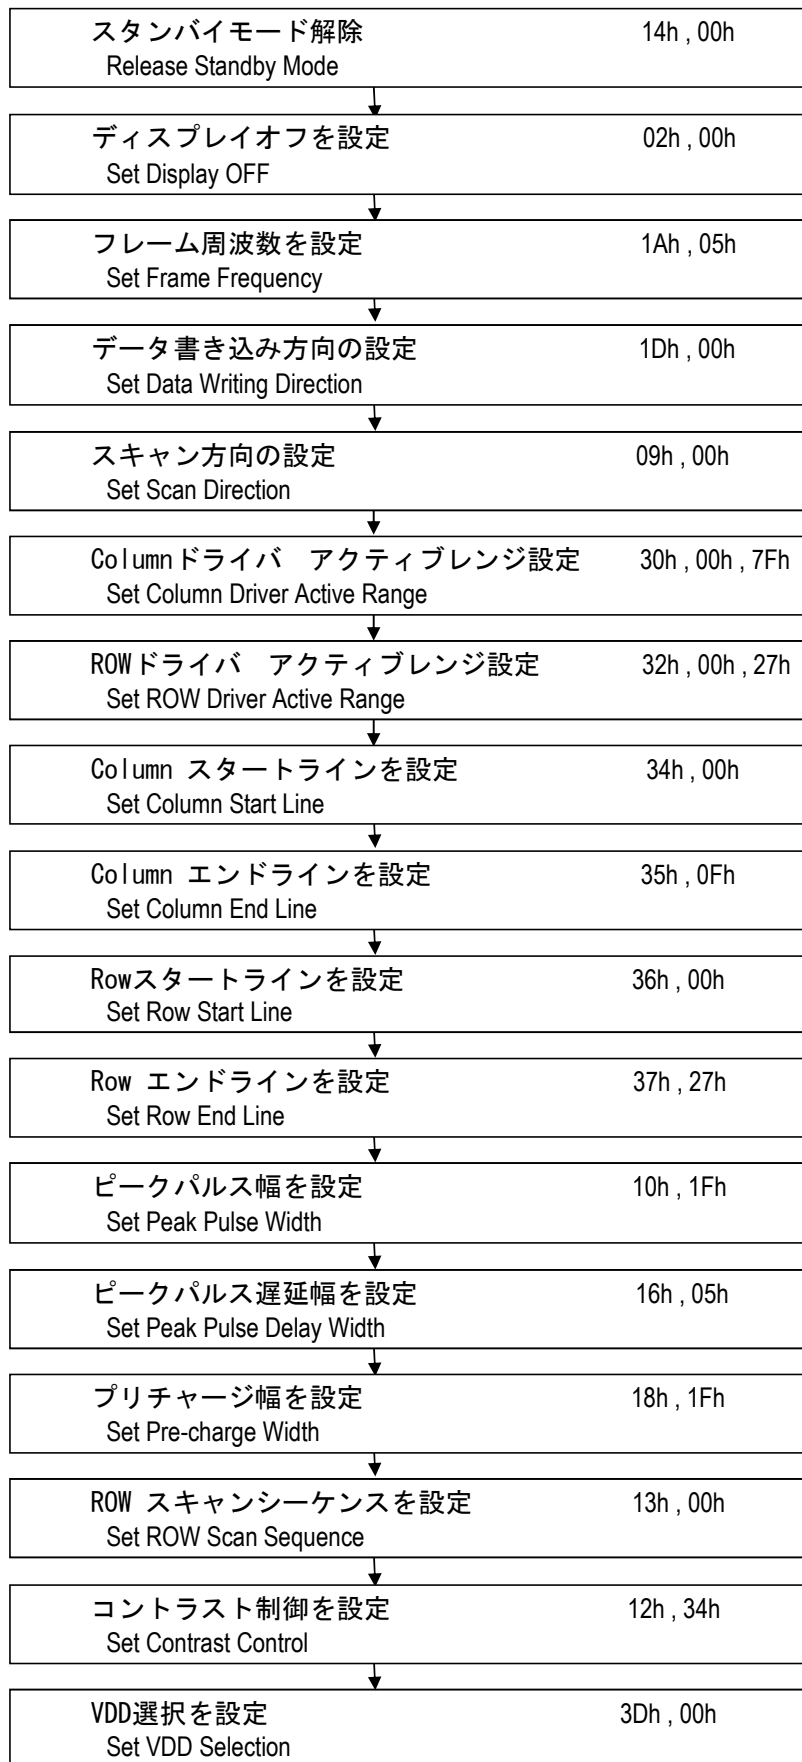 スタンバイモード解除 14h , 00h
Release Standby Mode
ディスプレイオフを設定 02h , 00h
Set Display OFF
フレーム周波数を設定 1Ah , 05h
Set Frame Frequency
データ書き込み方向の設定 1Dh , 00h
Set Data Writing Direction
スキャン方向の設定 09h , 00h
Set Scan Direction
Columnドライバ　アクティブレンジ設定 30h , 00h , 7Fh
Set Column Driver Active Range
ROWドライバ　アクティブレンジ設定 32h , 00h , 27h
Set ROW Driver Active Range
Column スタートラインを設定 34h , 00h
Set Column Start Line
Column エンドラインを設定 35h , 0Fh
Set Column End Line
Rowスタートラインを設定 36h , 00h
Set Row Start Line
Row エンドラインを設定 37h , 27h
Set Row End Line
ピークパルス幅を設定 10h , 1Fh
Set Peak Pulse Width
ピークパルス遅延幅を設定 16h , 05h
Set Peak Pulse Delay Width
プリチャージ幅を設定 18h , 1Fh
Set Pre-charge Width
ROW スキャンシーケンスを設定 13h , 00h
Set ROW Scan Sequence
コントラスト制御を設定 12h , 34h
Set Contrast Control
VDD選択を設定 3Dh , 00h
Set VDD Selection